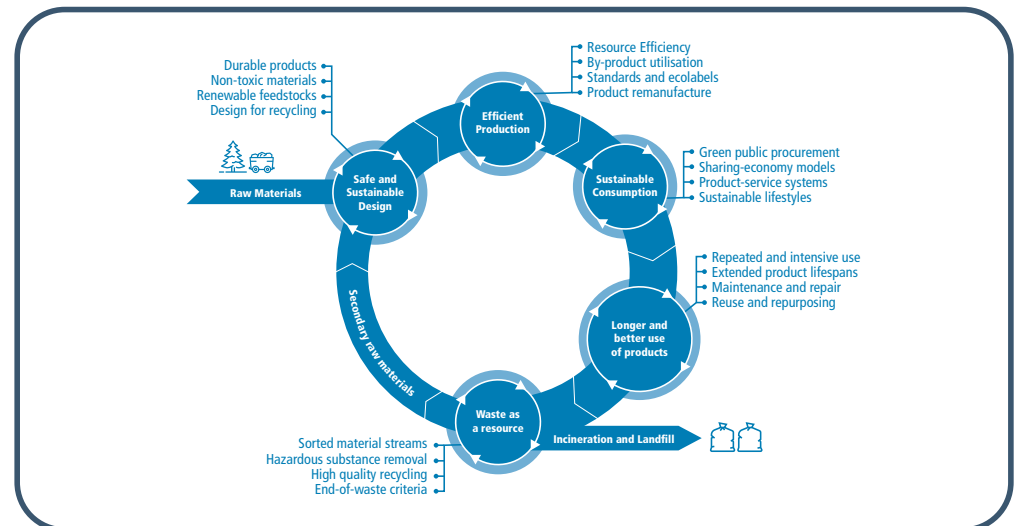 Durable products
Non-toxic materials
Renewable feedstocks
Design for recycling
Resource Efficiency
By-product utilisation
Standards and ecolabels
Product remanufacture
Efficient
Production
Green public procurement
Sharing-economy models
Product-service systems
Sustainable lifestyles
Sustainable
Consumption
Raw Materials
Safe and
Sustainable
Design
Repeated and intensive use
Extended product lifespans
Maintenance and repair
Reuse and repurposing
Longer and
better use
of products
Secondary raw materials
Waste as
a resource
Incineration and Landfill
Sorted material streams
Hazardous substance removal
High quality recycling
End-of-waste criteria